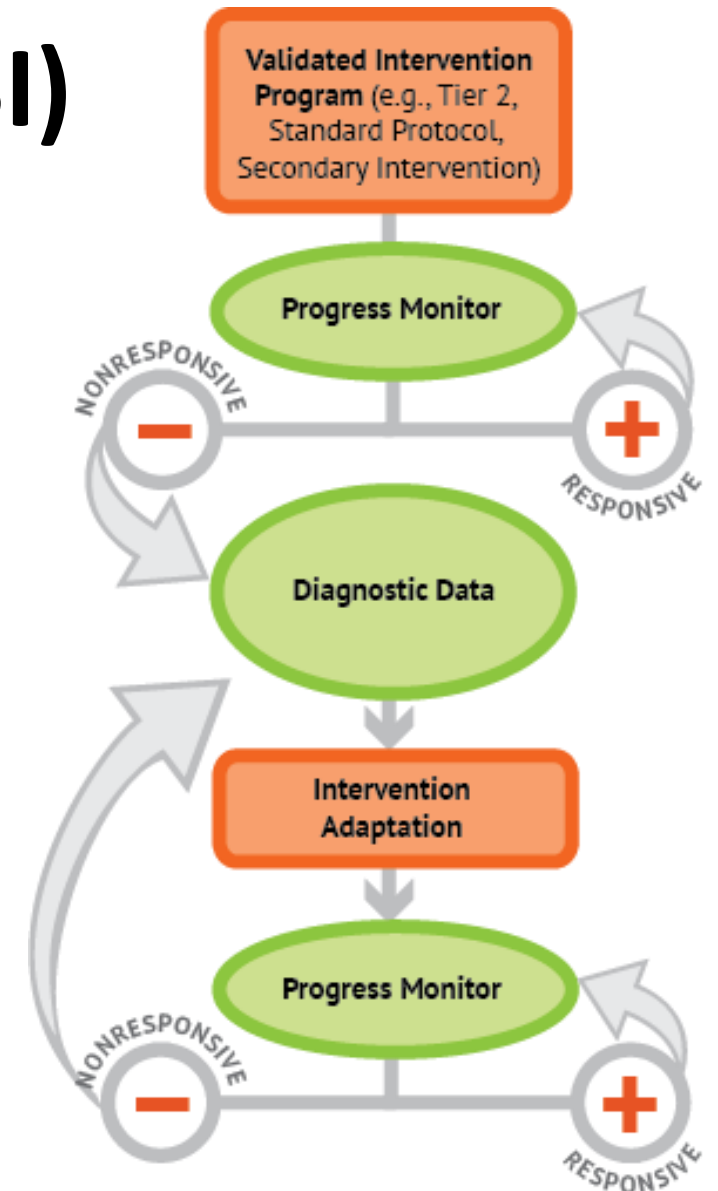 I)
Validated Intervention
Program (e.g., Tier 2,
Standard Protocol,
Secondary Intervention)
Progress Monitor
NONRESPONSIVE
RESPONSIVE
Diagnostic Data
Intervention
Adaptation
Progress Monitor
NONRESPONSIVE
RESPONSIVE